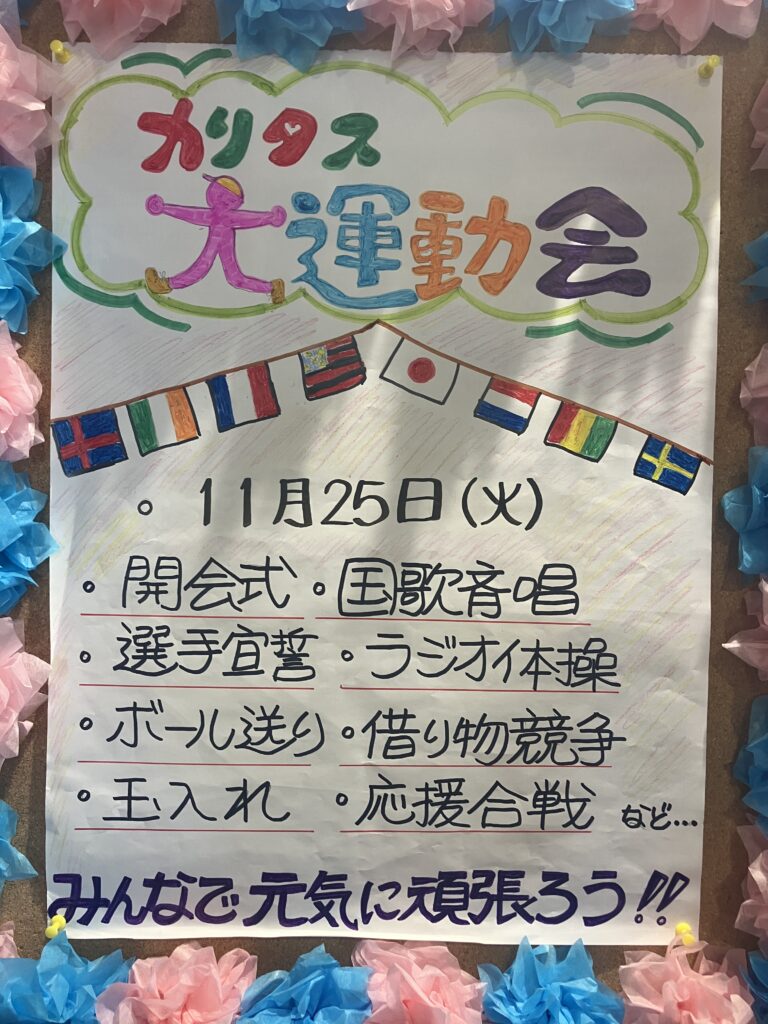 カリタス
大運動会
。11月25日(火)
・開会式 ・国歌斉唱
・選手宣誓 ・ラジオ体操
・ボール送り ・借り物競争
・玉入れ ・応援合戦 など…
みんなで元気に頑張ろう!!